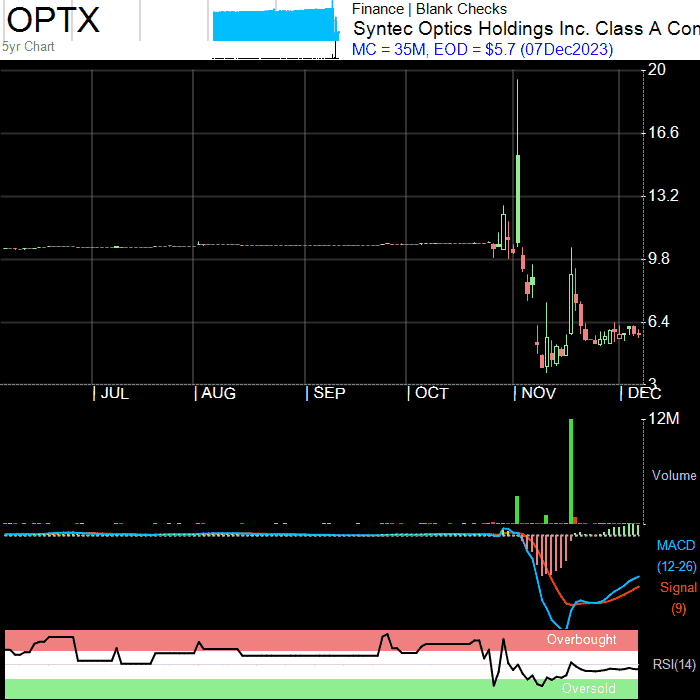 OPTX
5yr Chart
Finance | Blank Checks
Syntec Optics Holdings Inc. Class A Con
MC = 35M, EOD = $5.7 (07Dec2023)
20
16.6
13.2
9.8
6.4
3
JUL AUG SEP OCT NOV DEC
12M
Volume
MACD
(12-26)
Signal
(9)
Overbought
RSI(14)
Oversold